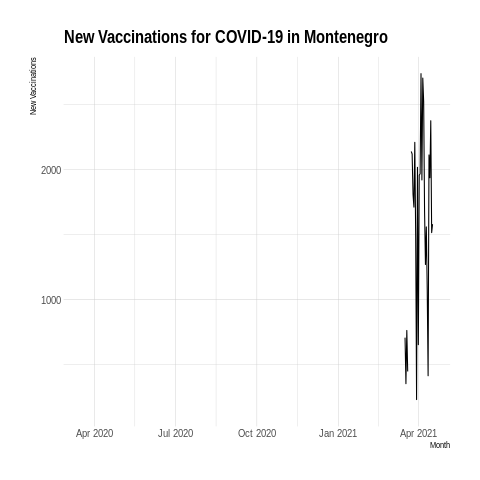 New Vaccinations for COVID-19 in Montenegro
New Vaccinations
2000
1000
Apr 2020
Jul 2020
Oct 2020
Jan 2021
Apr 2021
Month